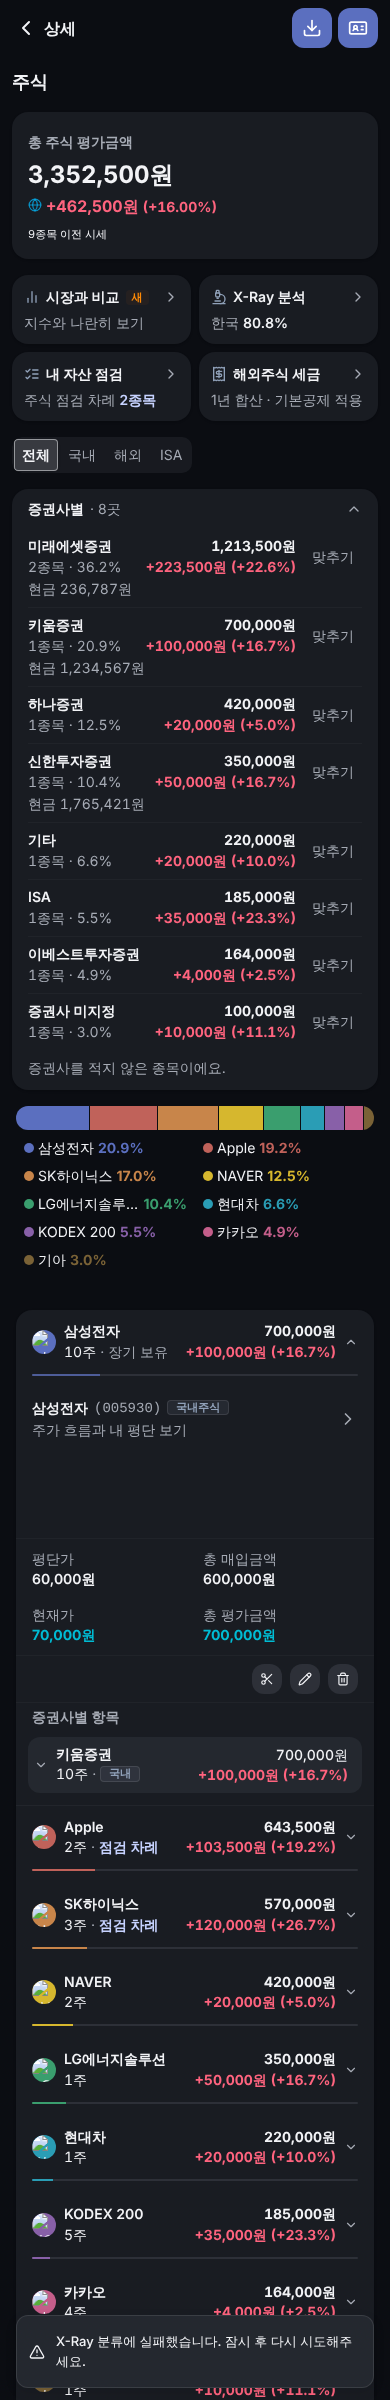 상세
주식
총 주식 평가금액
3,352,500원
+462,500원 (+16.00%)
9종목 이전 시세
시장과 비교 새
지수와 나란히 보기
X-Ray 분석
한국 80.8%
내 자산 점검
주식 점검 차례 2종목
해외주식 세금
1년 합산 · 기본공제 적용
전체 국내 해외 ISA
증권사별 · 8곳
미래에셋증권 1,213,500원
2종목 · 36.2% +223,500원 (+22.6%) 맞추기
현금 236,787원
키움증권 700,000원
1종목 · 20.9% +100,000원 (+16.7%) 맞추기
현금 1,234,567원
하나증권 420,000원
1종목 · 12.5% +20,000원 (+5.0%) 맞추기
신한투자증권 350,000원
1종목 · 10.4% +50,000원 (+16.7%) 맞추기
현금 1,765,421원
기타 220,000원
1종목 · 6.6% +20,000원 (+10.0%) 맞추기
ISA 185,000원
1종목 · 5.5% +35,000원 (+23.3%) 맞추기
이베스트투자증권 164,000원
1종목 · 4.9% +4,000원 (+2.5%) 맞추기
증권사 미지정 100,000원
1종목 · 3.0% +10,000원 (+11.1%) 맞추기
증권사를 적지 않은 종목이에요.
삼성전자 20.9% Apple 19.2%
SK하이닉스 17.0% NAVER 12.5%
LG에너지솔루... 10.4% 현대차 6.6%
KODEX 200 5.5% 카카오 4.9%
기아 3.0%
삼성전자 700,000원
10주 · 장기 보유 +100,000원 (+16.7%)
삼성전자 (005930) 국내주식
주가 흐름과 내 평단 보기
평단가 총 매입금액
60,000원 600,000원
현재가 총 평가금액
70,000원 700,000원
증권사별 항목
키움증권 700,000원
10주 · 국내 +100,000원 (+16.7%)
Apple 643,500원
2주 · 점검 차례 +103,500원 (+19.2%)
SK하이닉스 570,000원
3주 · 점검 차례 +120,000원 (+26.7%)
NAVER 420,000원
2주 +20,000원 (+5.0%)
LG에너지솔루션 350,000원
1주 +50,000원 (+16.7%)
현대차 220,000원
1주 +20,000원 (+10.0%)
KODEX 200 185,000원
5주 +35,000원 (+23.3%)
카카오 164,000원
4주 +4,000원 (+2.5%)
X-Ray 분류에 실패했습니다. 잠시 후 다시 시도해주
세요.
1주 +10,000원 (+11.1%)